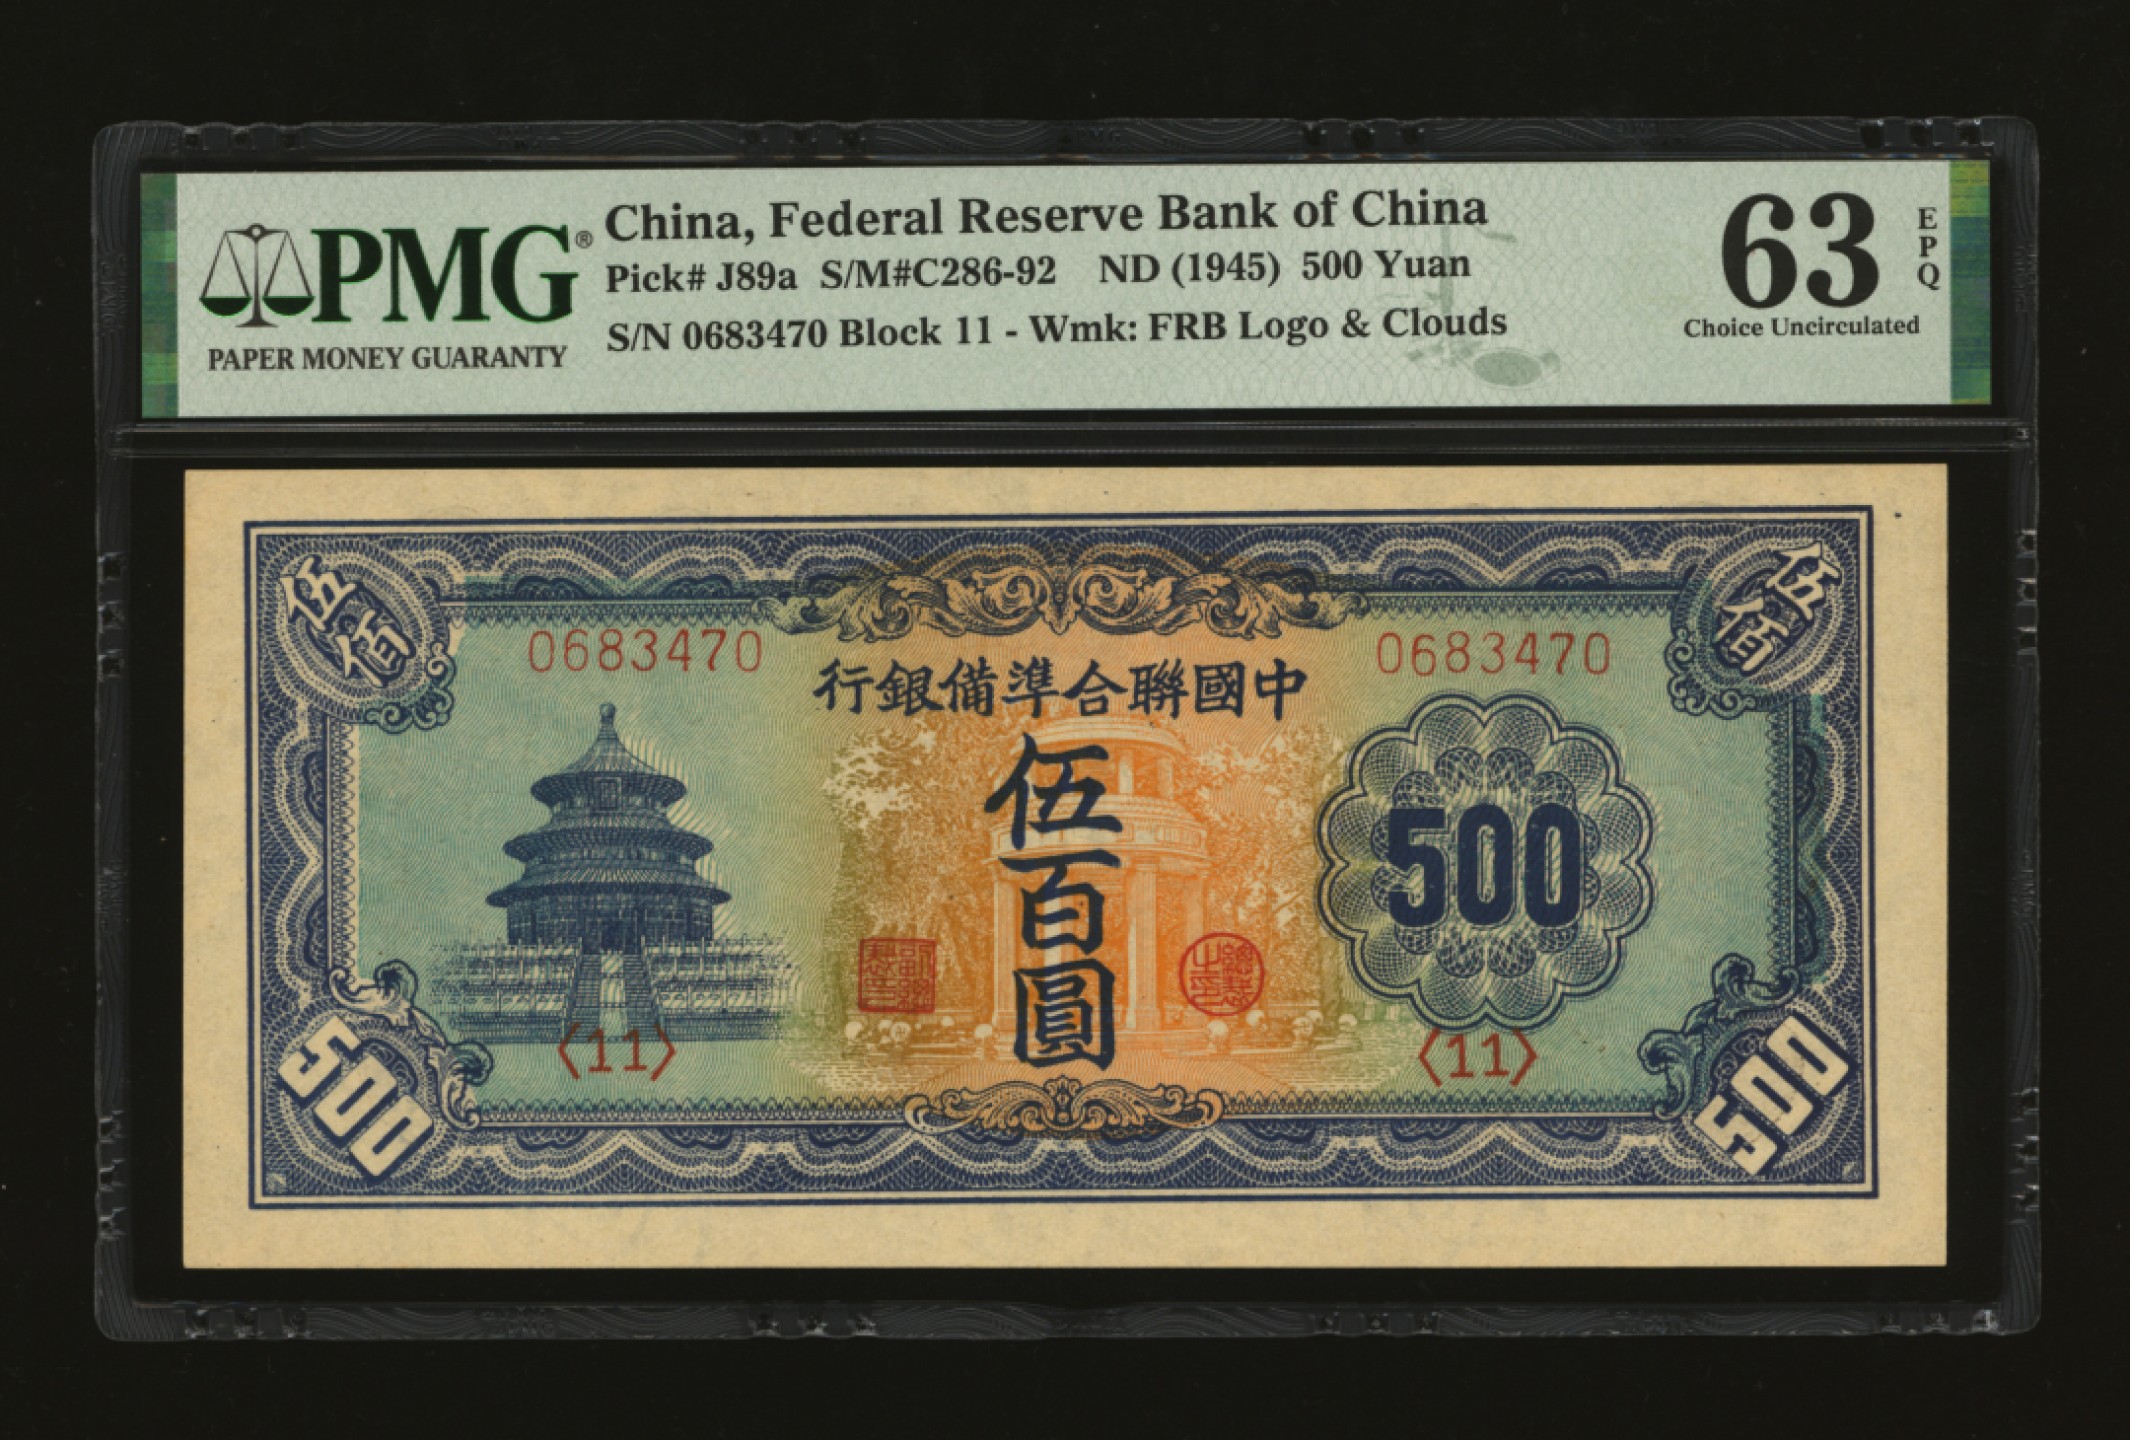 PMG®
PAPER MONEY GUARANTY
China, Federal Reserve Bank of China
Pick# J89a S/M#C286-92 ND (1945) 500 Yuan
S/N 0683470 Block 11 - Wmk: FRB Logo & Clouds
63
EPQ
Choice Uncirculated
伍佰
伍佰
0683470
0683470
行銀備準合聯國中
伍百圓
500
〈11〉
〈11〉
500
500